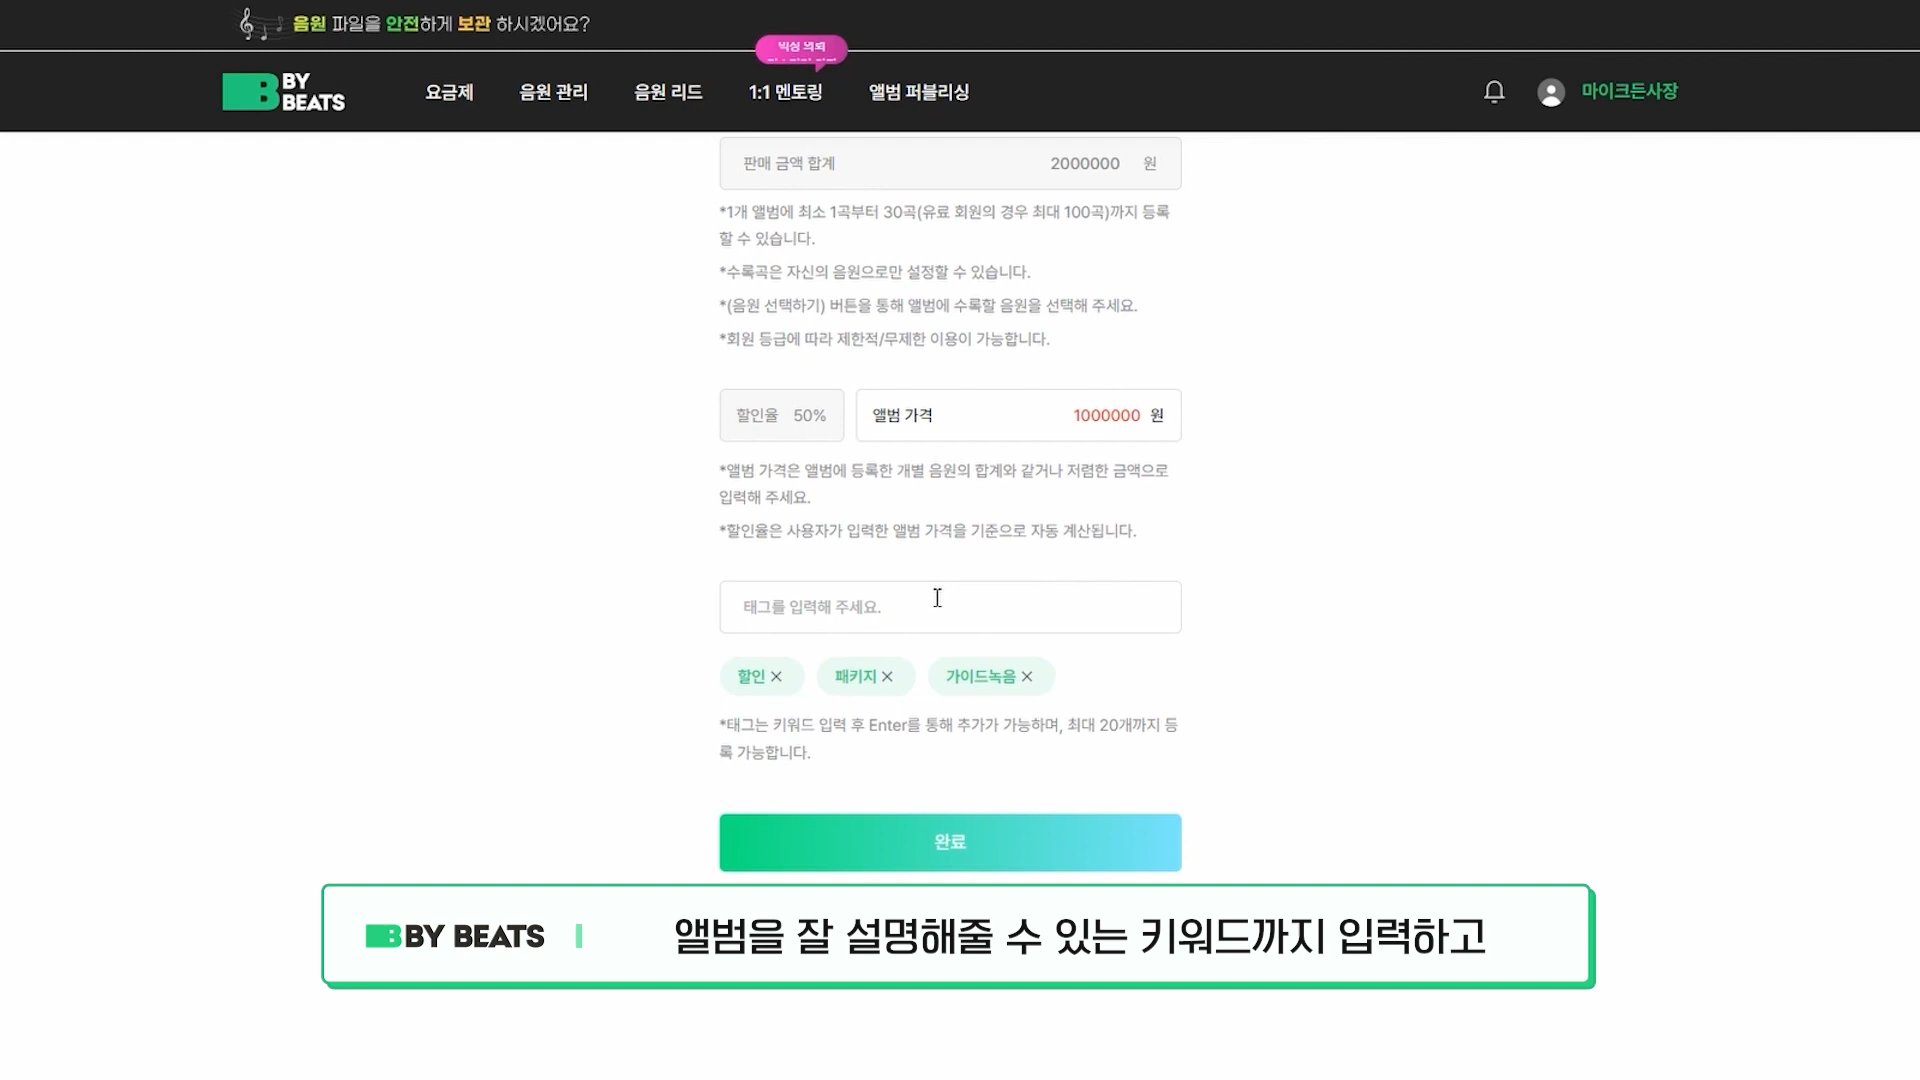 음원 파일을 안전하게 보관 하시겠어요?
BY BEATS
요금제 음원 관리 음원 리드 1:1 멘토링 앨범 퍼블리싱
마이크든사장
판매 금액 합계 2000000 원
*1개 앨범에 최소 1곡부터 30곡(유료 회원의 경우 최대 100곡)까지 등록
할 수 있습니다.
*수록곡은 자신의 음원으로만 설정할 수 있습니다.
*(음원 선택하기) 버튼을 통해 앨범에 수록할 음원을 선택해 주세요.
*회원 등급에 따라 제한적/무제한 이용이 가능합니다.
할인율 50% 앨범 가격 1000000 원
*앨범 가격은 앨범에 등록한 개별 음원의 합계와 같거나 저렴한 금액으로
입력해 주세요.
*할인율은 사용자가 입력한 앨범 가격을 기준으로 자동 계산됩니다.
태그를 입력해 주세요.
할인 패키지 가이드녹음
*태그는 키워드 입력 후 Enter를 통해 추가가 가능하며, 최대 20개까지 등
록 가능합니다.
완료
BY BEATS 앨범을 잘 설명해줄 수 있는 키워드까지 입력하고